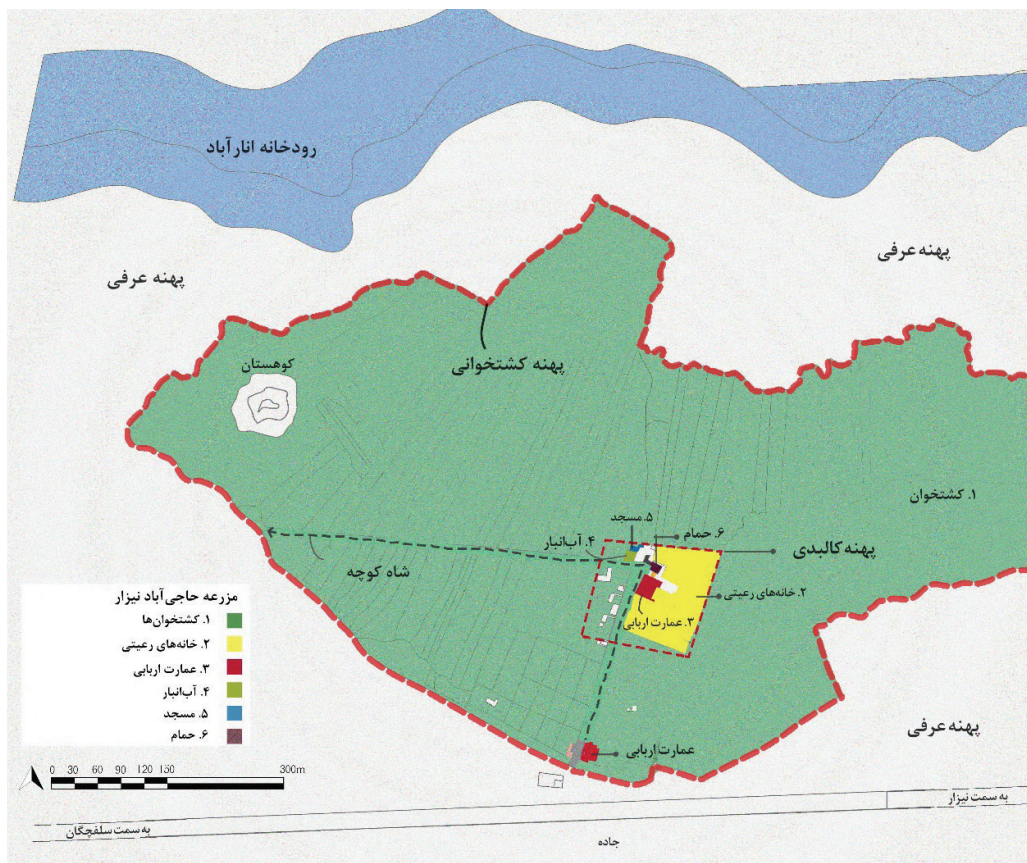 رودخانه انارآباد
پهنه عرفی
پهنه عرفی
پهنه کشتخوانی
کوهستان
۱. کشتخوان
۵. مسجد
۶. حمام
۴. آب‌انبار
پهنه کالبدی
شاه کوچه
۲. خانه‌های رعیتی
۳. عمارت اربابی
مزرعه حاجی‌آباد نیزار
۱. کشتخوان‌ها
۲. خانه‌های رعیتی
۳. عمارت اربابی
۴. آب‌انبار
۵. مسجد
۶. حمام
پهنه عرفی
عمارت اربابی
0 30 60 90 120 150 300m
به سمت نیزار
به سمت سلفچگان
جاده